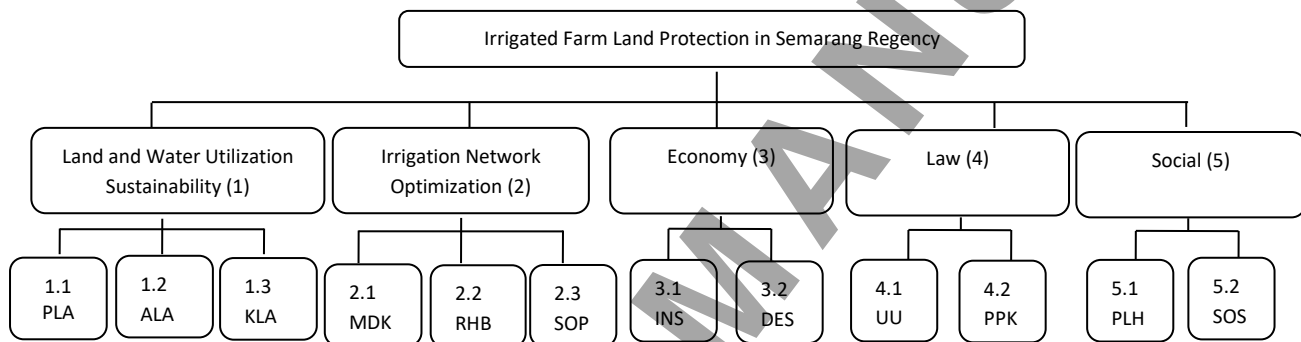 Irrigated Farm Land Protection in Semarang Regency
Land and Water Utilization
Sustainability (1)
Irrigation Network
Optimization (2)
Economy (3)
Law (4)
Social (5)
1.1
PLA
1.2
ALA
1.3
KLA
2.1
MDK
2.2
RHB
2.3
SOP
3.1
INS
3.2
DES
4.1
UU
4.2
PPK
5.1
PLH
5.2
SOS